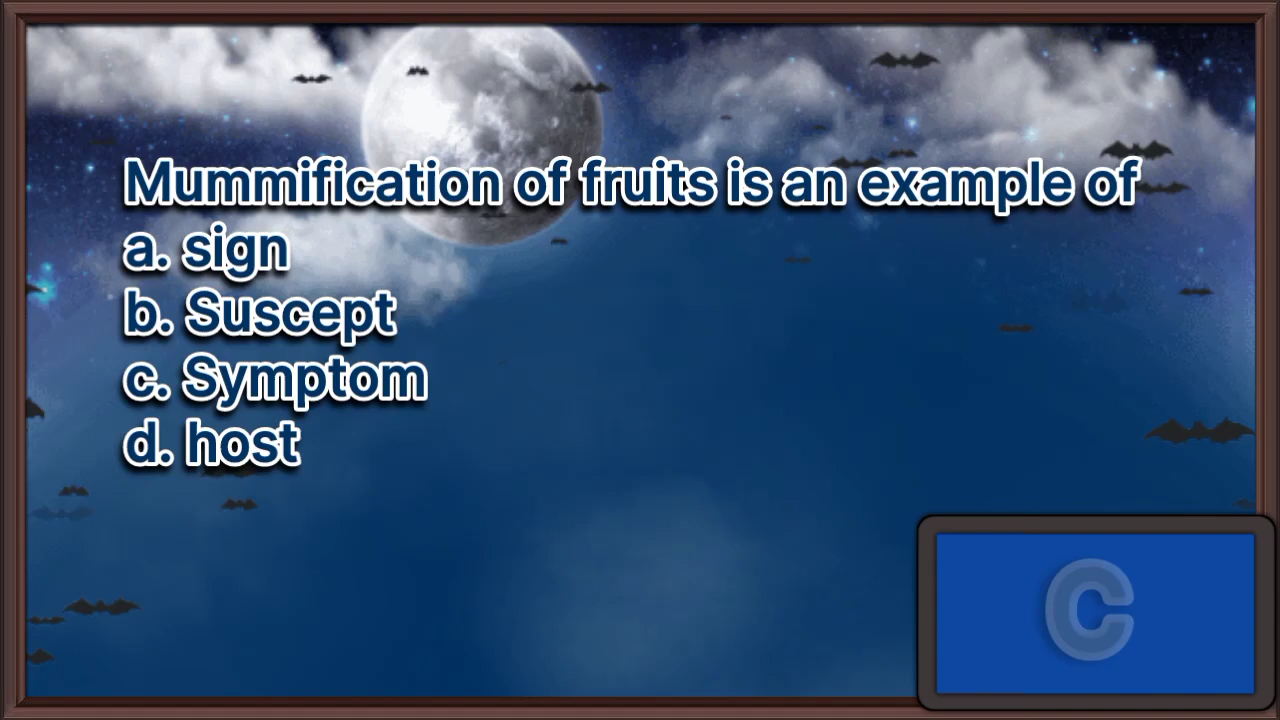 Mummification of fruits is an example of
a. sign
b. Suscept
c. Symptom
d. host
C